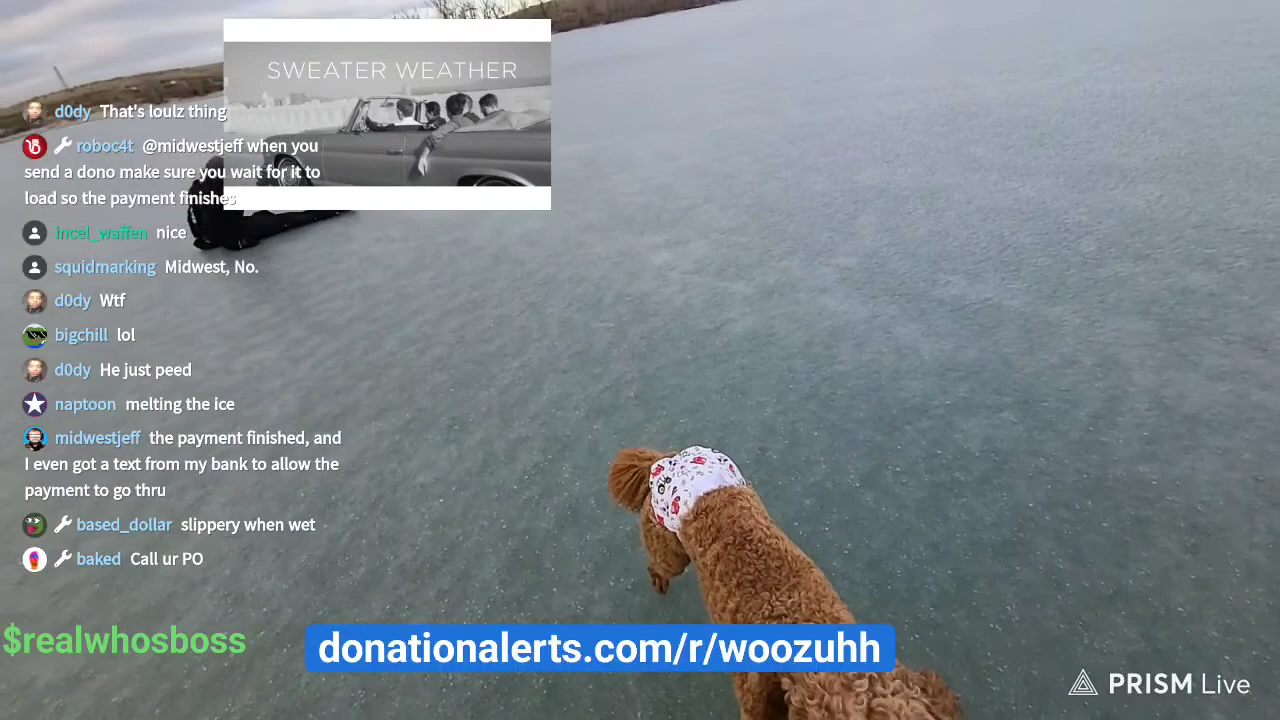 SWEATER WEATHER
d0dy That's loulz thing
roboc4t @midwestjeff when you
send a dono make sure you wait for it to
load so the payment finishes
incel_waffen nice
squidmarking Midwest, No.
d0dy Wtf
bigchill lol
d0dy He just peed
naptoon melting the ice
midwestjeff the payment finished, and
I even got a text from my bank to allow the
payment to go thru
based_dollar slippery when wet
baked Call ur PO
$realwhosboss
donationalerts.com/r/woozuhh
PRISM Live